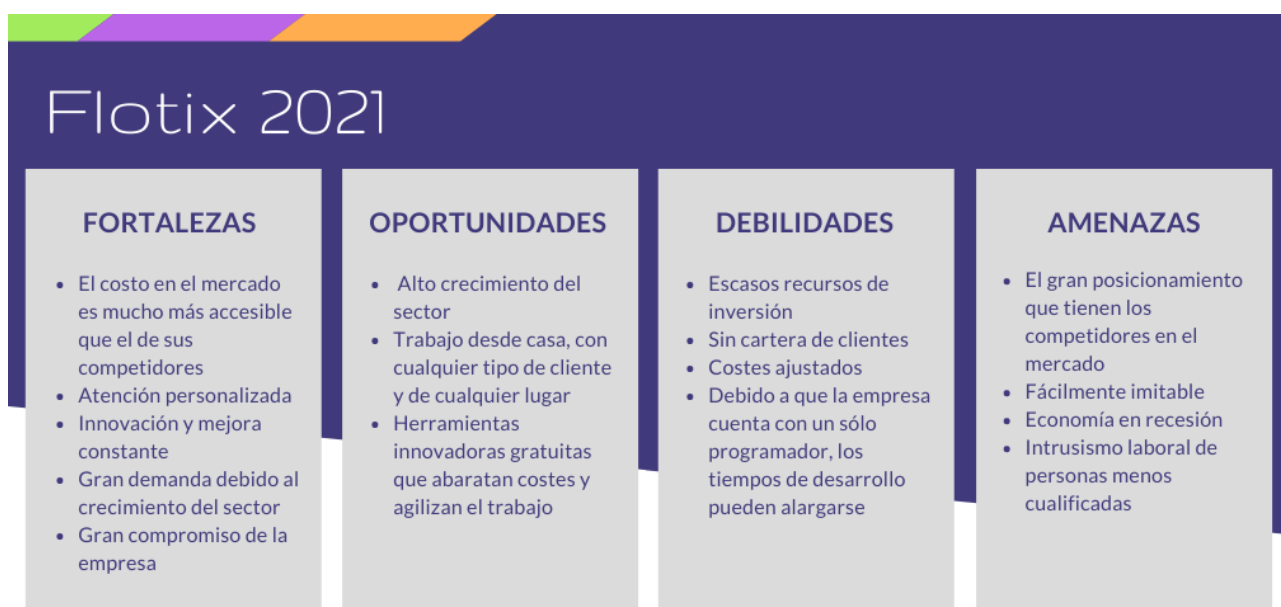 Flotix 2021
FORTALEZAS
• El costo en el mercado
es mucho más accesible
que el de sus
competidores
• Atención personalizada
• Innovación y mejora
constante
• Gran demanda debido al
crecimiento del sector
• Gran compromiso de la
empresa
OPORTUNIDADES
• Alto crecimiento del
sector
• Trabajo desde casa, con
cualquier tipo de cliente
y de cualquier lugar
• Herramientas
innovadoras gratuitas
que abaratan costes y
agilizan el trabajo
DEBILIDADES
• Escasos recursos de
inversión
• Sin cartera de clientes
• Costes ajustados
• Debido a que la empresa
cuenta con un sólo
programador, los
tiempos de desarrollo
pueden alargarse
AMENAZAS
• El gran posicionamiento
que tienen los
competidores en el
mercado
• Fácilmente imitable
• Economía en recesión
• Intrusismo laboral de
personas menos
cualificadas